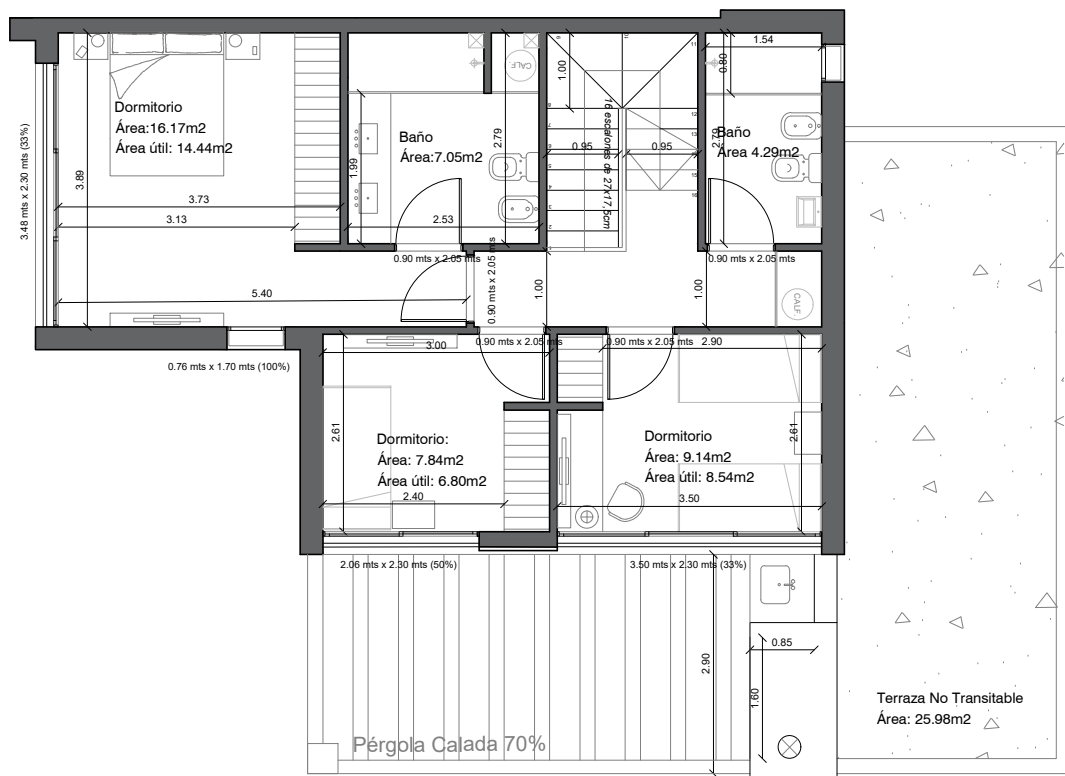 1.54
0.80
1.00
CALF.
Dormitorio
Área:16.17m2
Área útil: 14.44m2
Baño
Área:7.05m2
2.79
1.99
16 escalones de 27x17,5cm
0.95
0.95
Baño
Área 4.29m2
2.79
3.48 mts x 2.30 mts (33%)
3.89
3.73
3.13
2.53
0.90 mts x 2.05 mts
0.90 mts x 2.05 mts
0.90 mts x 2.05 mts
5.40
1.00
1.00
CALF.
3.00
0.90 mts x 2.05 mts
0.90 mts x 2.05 mts
2.90
0.76 mts x 1.70 mts (100%)
2.61
Dormitorio:
Área: 7.84m2
Área útil: 6.80m2
2.40
Dormitorio
Área: 9.14m2
Área útil: 8.54m2
2.61
3.50
2.06 mts x 2.30 mts (50%)
3.50 mts x 2.30 mts (33%)
2.90
0.85
1.60
Terraza No Transitable
Área: 25.98m2
Pérgola Calada 70%